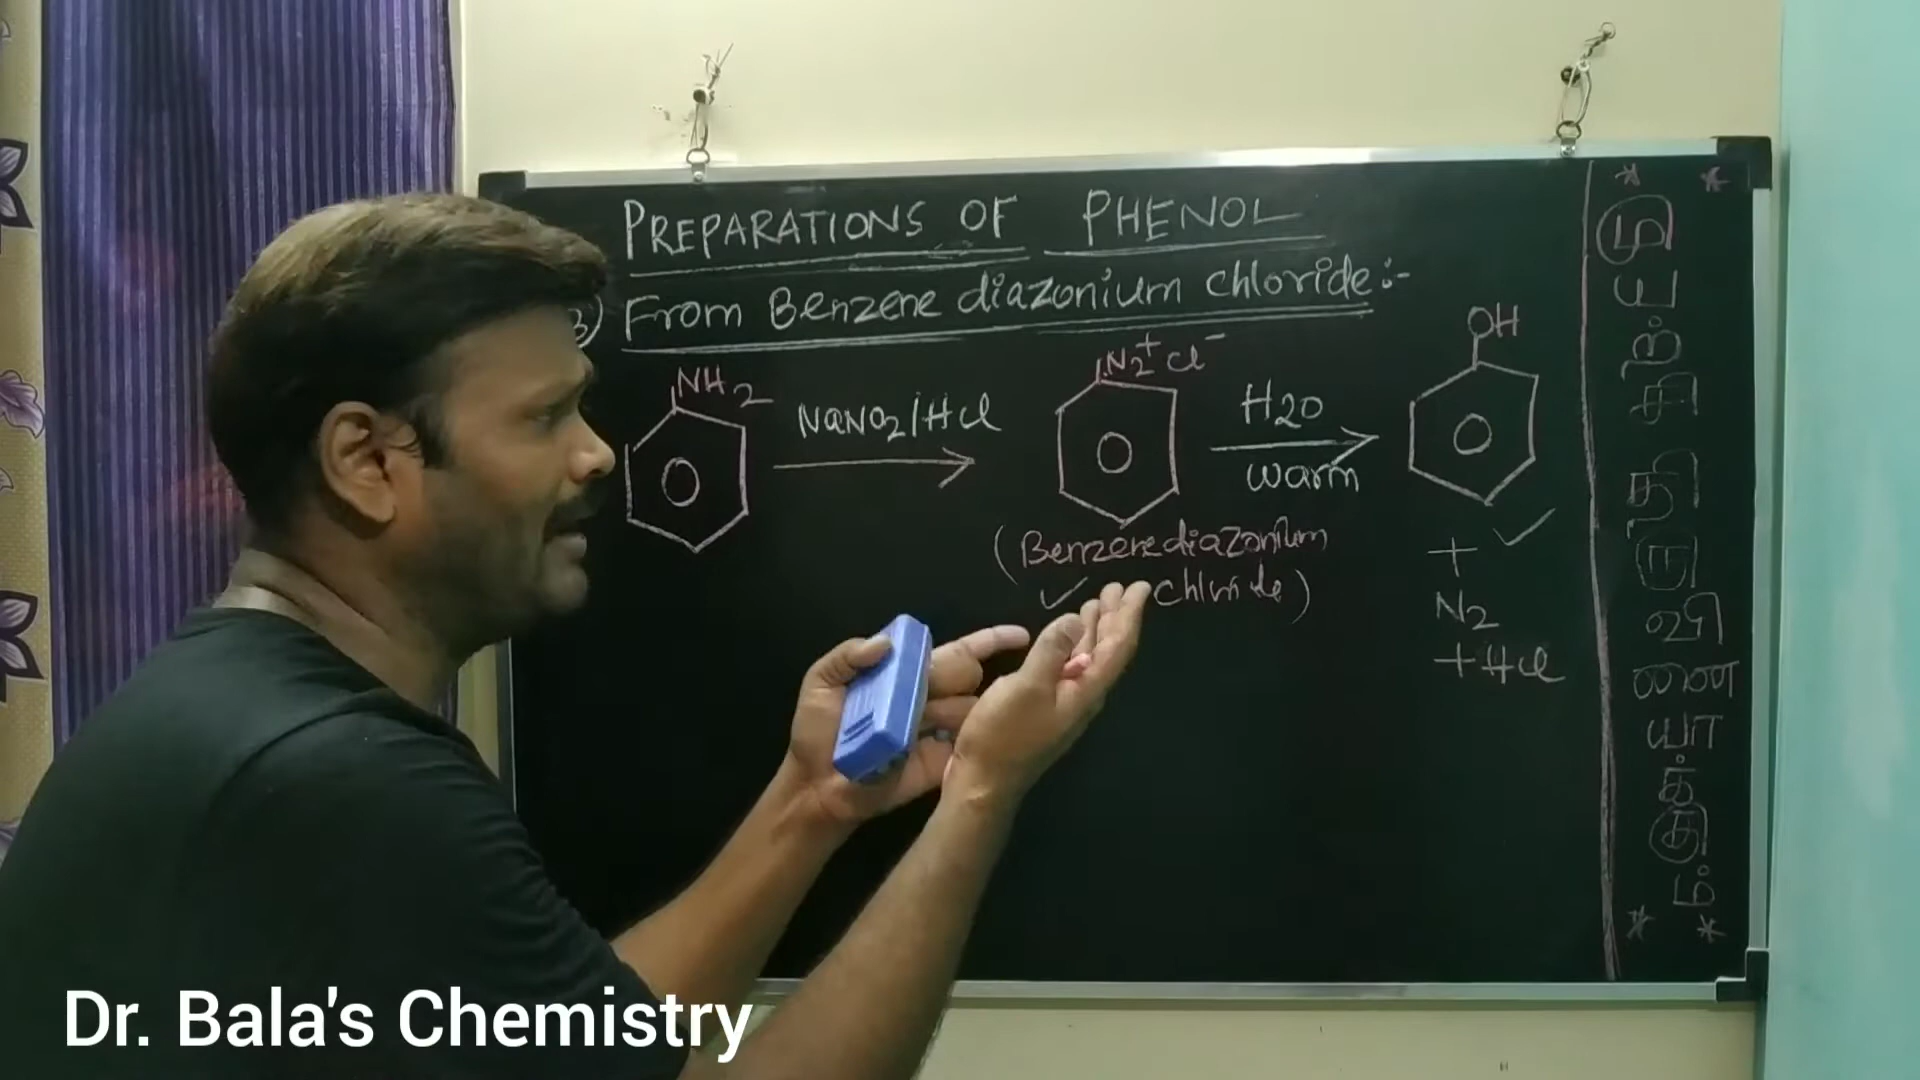 PREPARATIONS OF PHENOL
3) From Benzene diazonium chloride:-
NH2
NaNO2/HCl
N2+ Cl-
H2O
warm
OH
(Benzenediazonium
chloride)
+
N2
+HCl
Dr. Bala's Chemistry